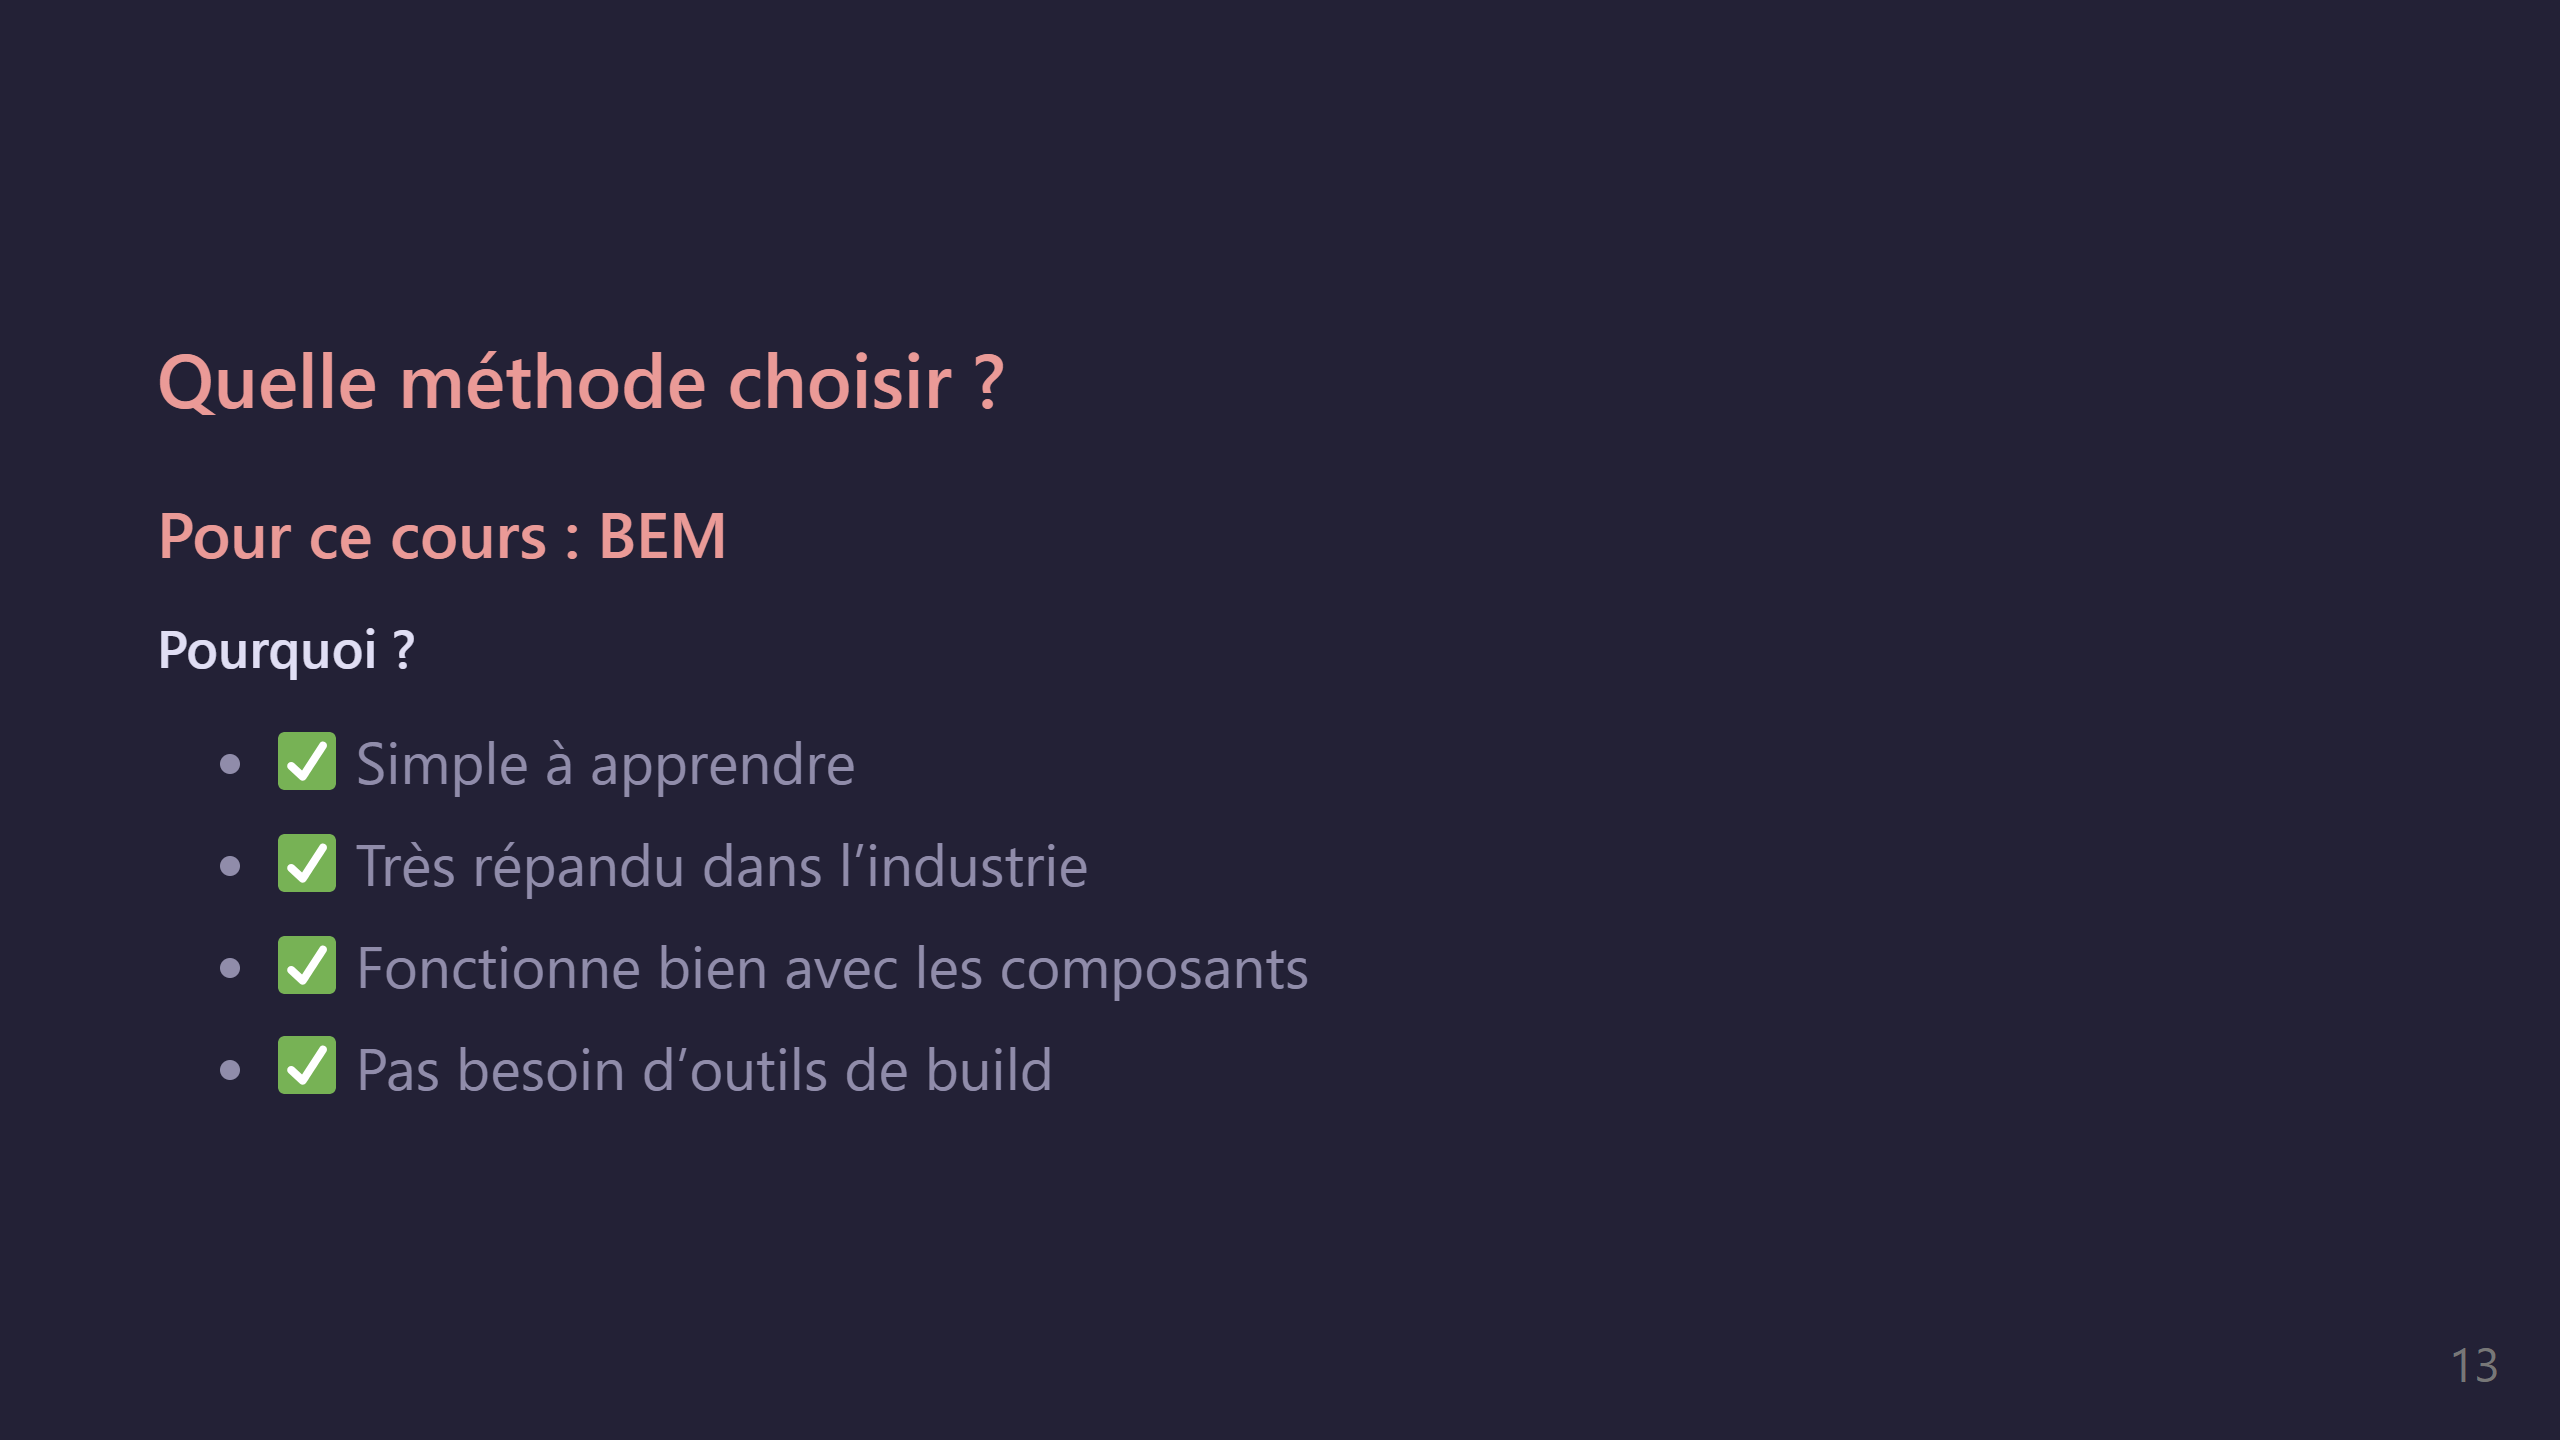 Quelle méthode choisir ?
Pour ce cours : BEM
Pourquoi ?
• ✅ Simple à apprendre
• ✅ Très répandu dans l’industrie
• ✅ Fonctionne bien avec les composants
• ✅ Pas besoin d’outils de build
13